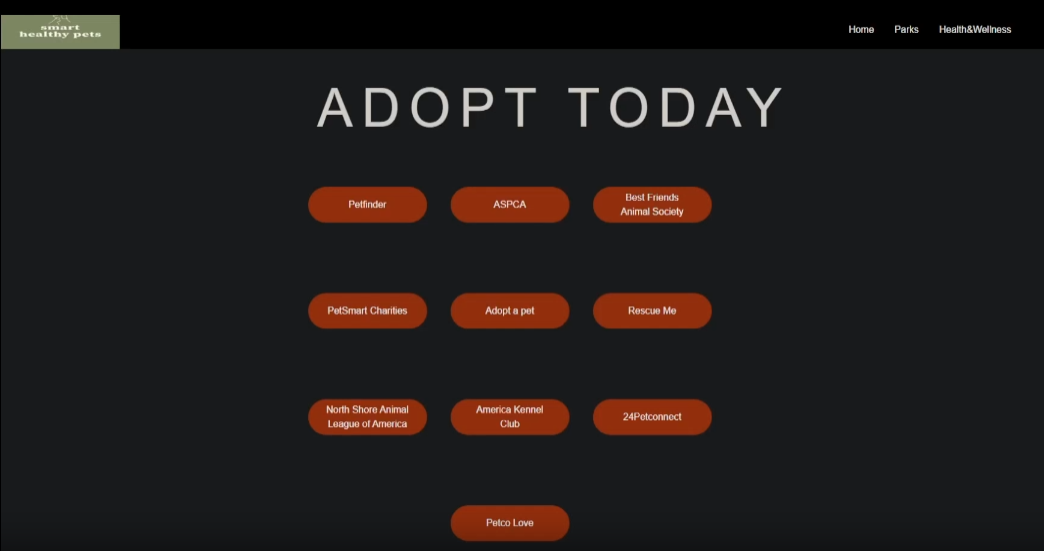 smart
healthy pets
Home Parks Health&Wellness
ADOPT TODAY
Petfinder
ASPCA
Best Friends
Animal Society
PetSmart Charities
Adopt a pet
Rescue Me
North Shore Animal
League of America
America Kennel
Club
24Petconnect
Petco Love